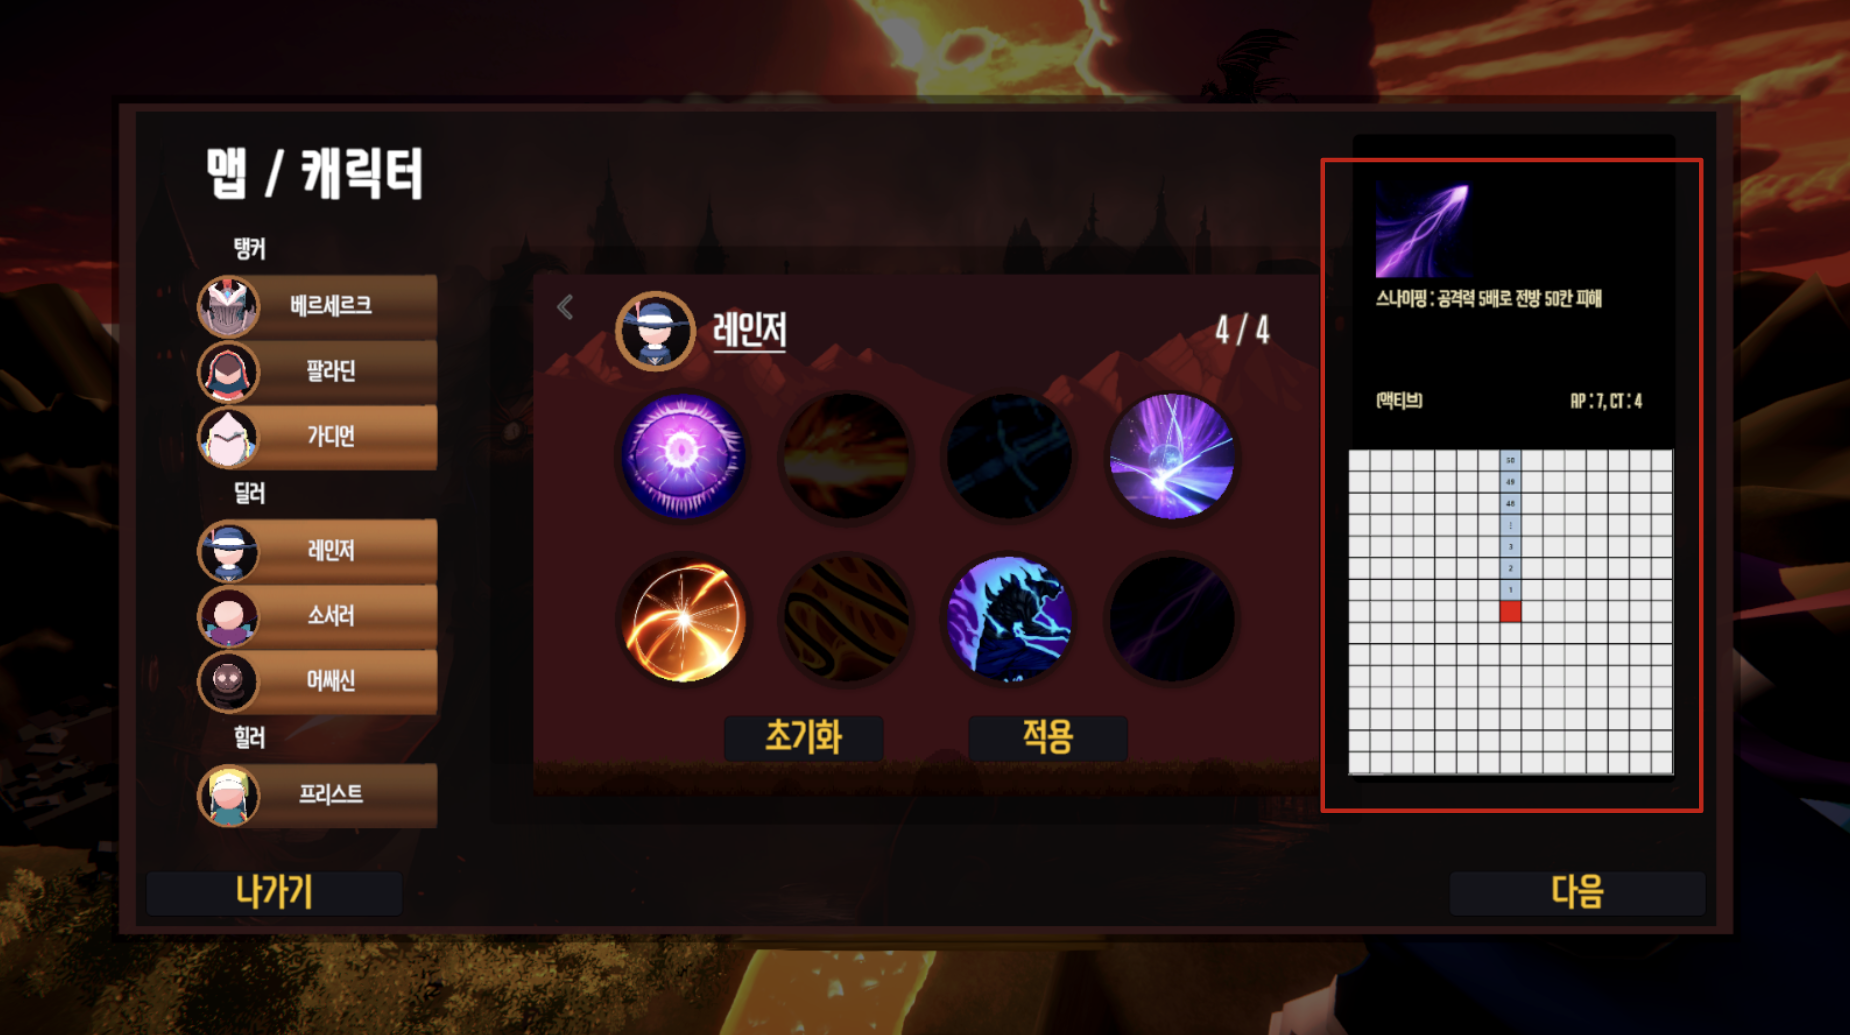 맵 / 캐릭터
탱커
베르세르크
팔라딘
가디언
딜러
레인저
소서러
어쌔신
힐러
프리스트
나가기
레인저
4 / 4
초기화
적용
스나이핑 : 공격력 5배로 전방 50칸 피해
[액티브]
AP : 7, CT : 4
50
49
48
⁞
3
2
1
다음